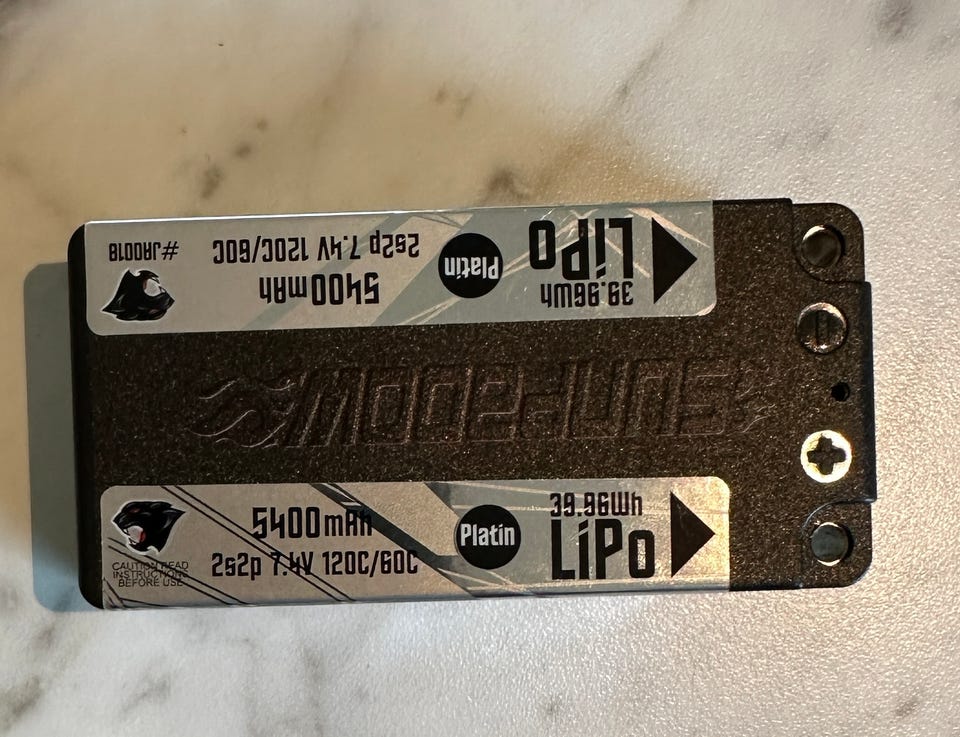 #JA0018
2s2p 7.4V 120C/60C
5400mAh
Platin
LiPo
39.96Wh
SUNPADOW
5400mAh
2s2p 7.4V 120C/60C
Platin
39.96Wh
LiPo
CAUTION READ
INSTRUCTIONS
BEFORE USE